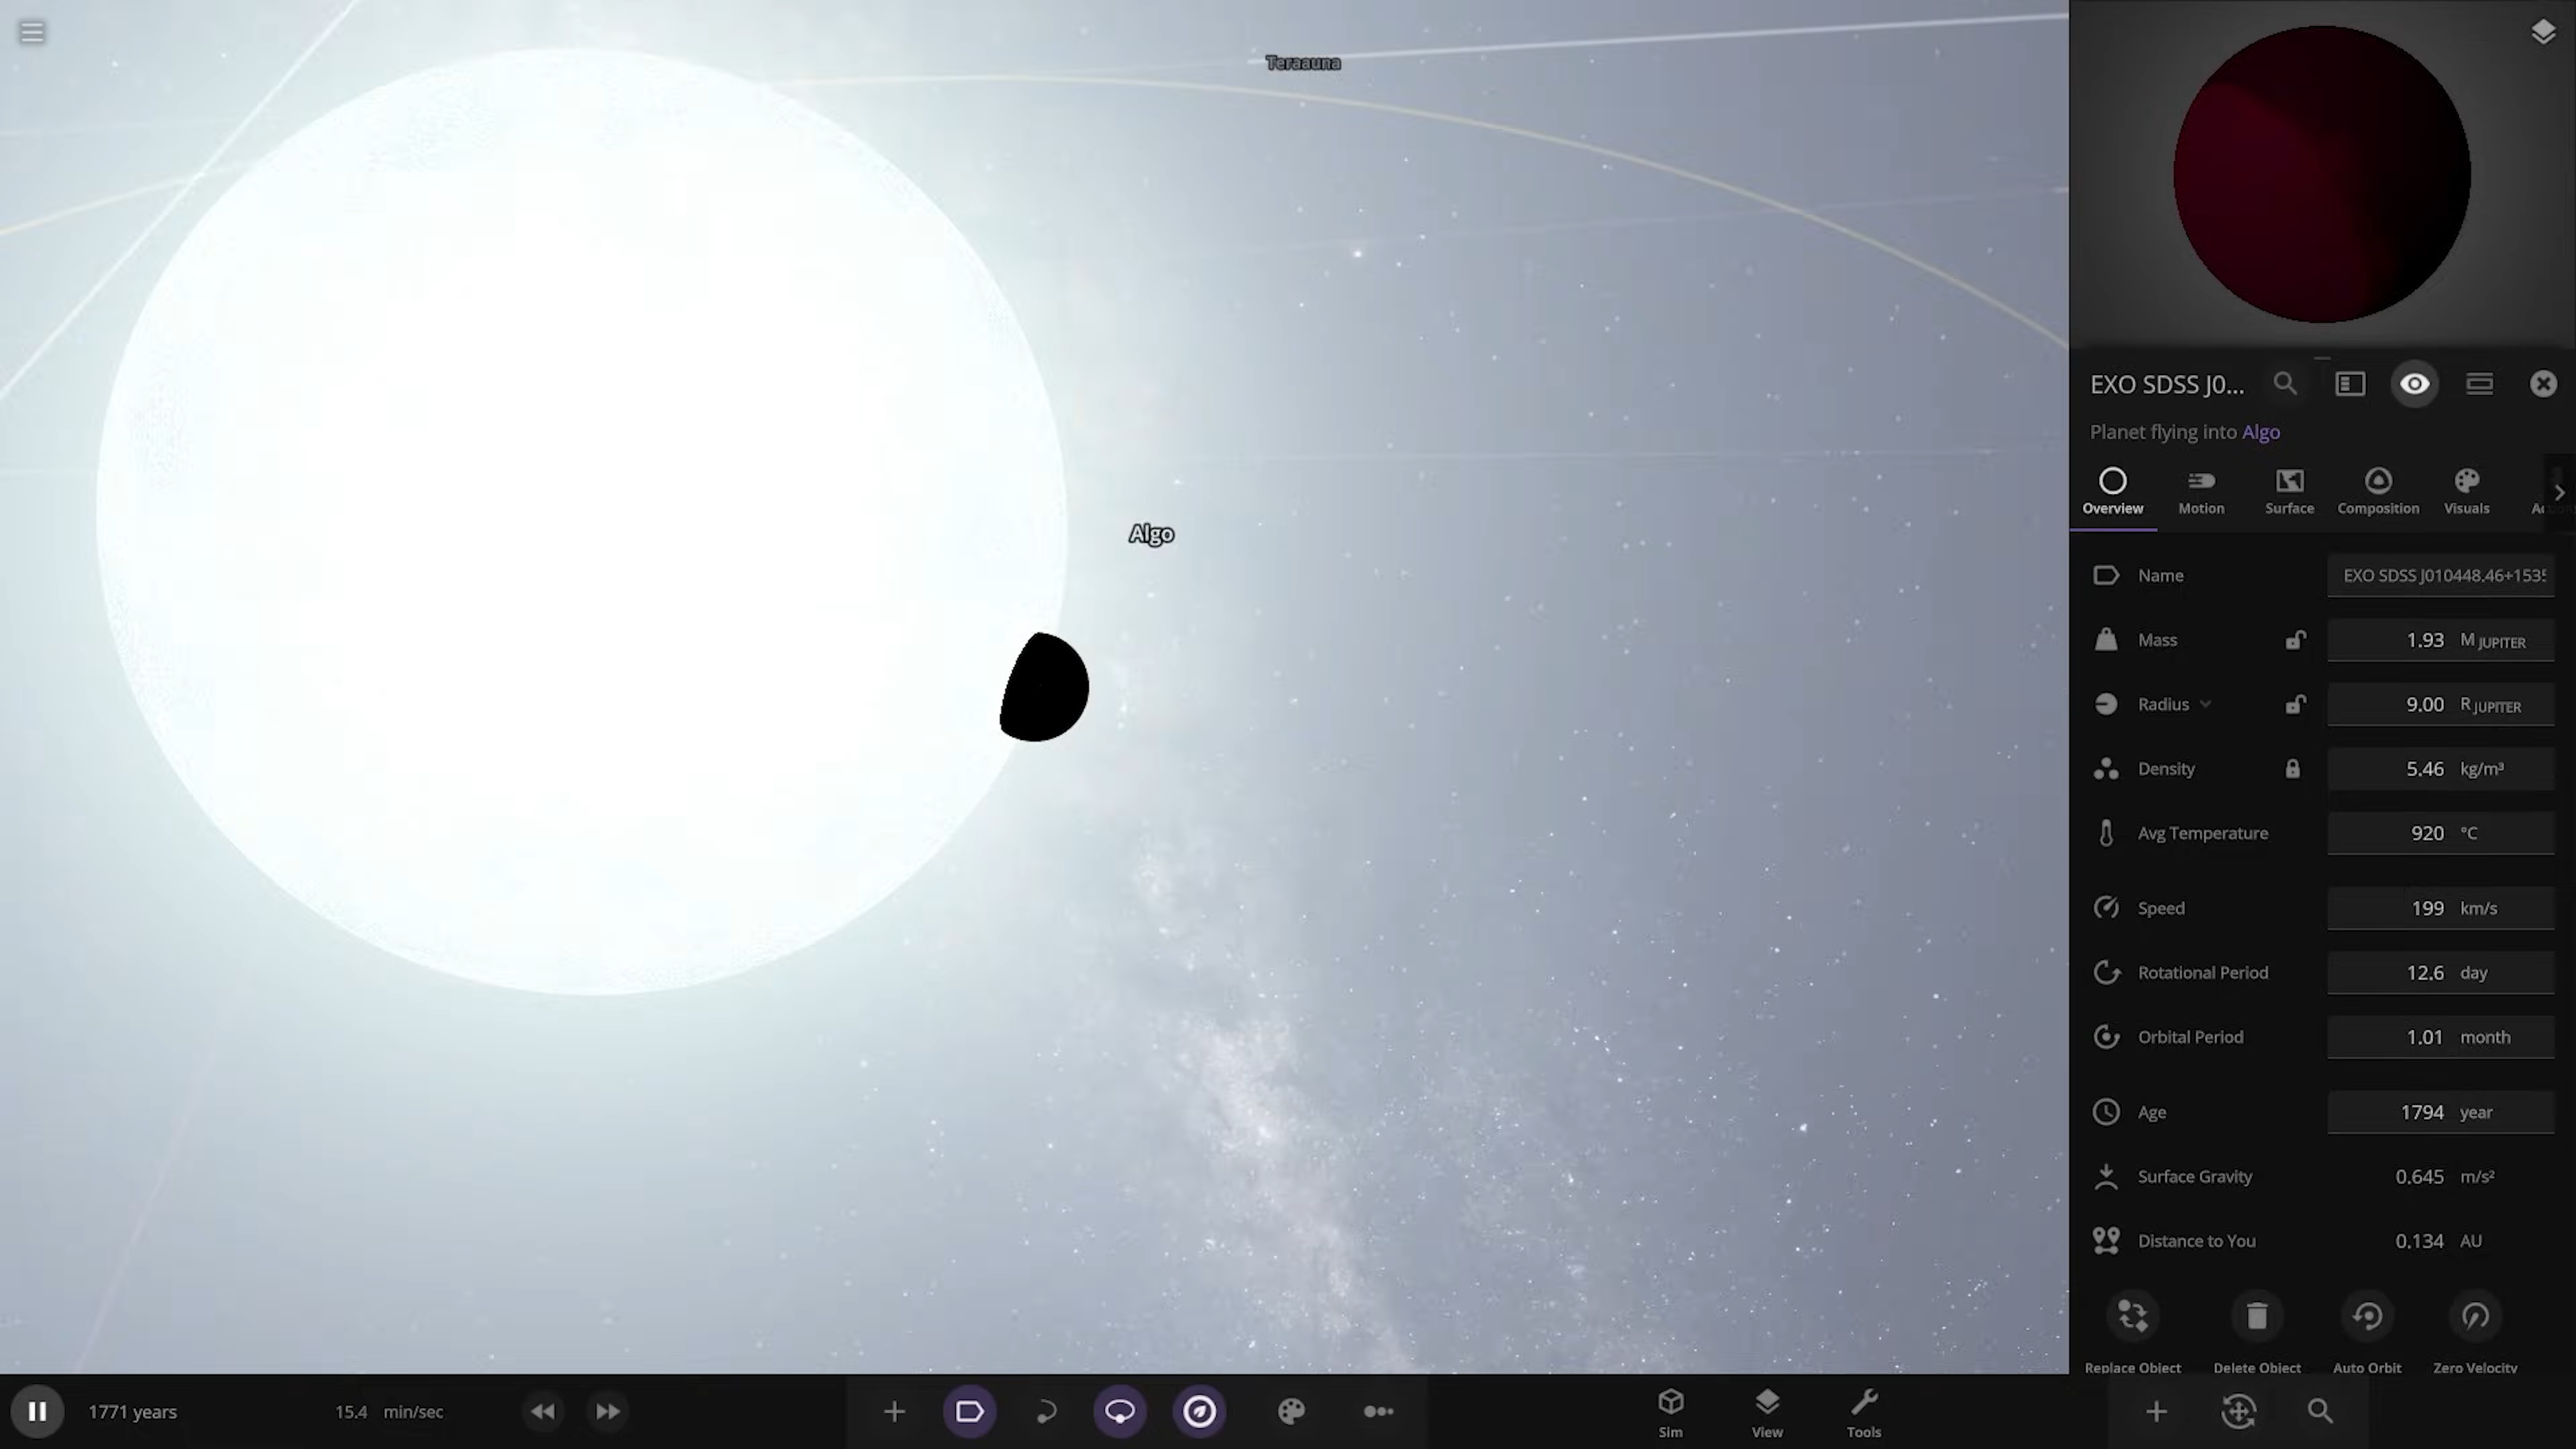 Teraauna
Algo
EXO SDSS J0...
Planet flying into Algo
Overview
Motion
Surface
Composition
Visuals
Name
EXO SDSS J010448.46+1535
Mass
1.93 M JUPITER
Radius
9.00 R JUPITER
Density
5.46 kg/m³
Avg Temperature
920 °C
Speed
199 km/s
Rotational Period
12.6 day
Orbital Period
1.01 month
Age
1794 year
Surface Gravity
0.645 m/s²
Distance to You
0.134 AU
Replace Object
Delete Object
Auto Orbit
Zero Velocity
1771 years
15.4 min/sec
Sim
View
Tools